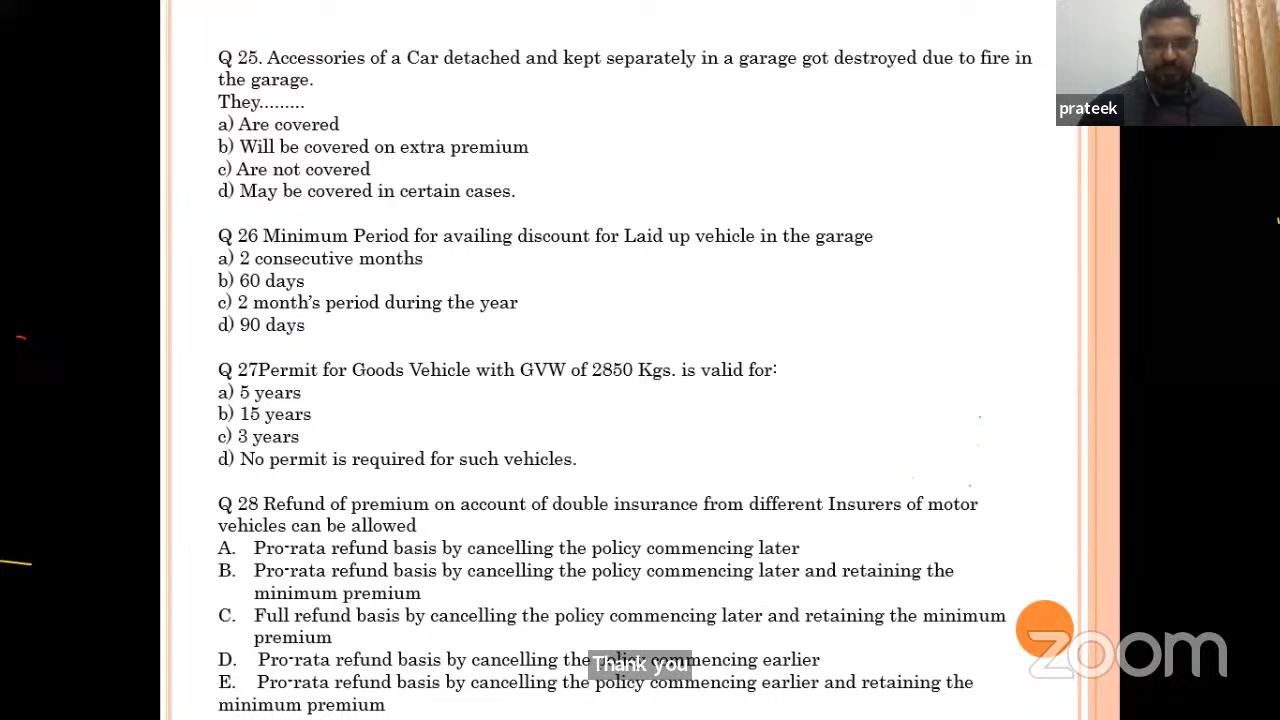 Q 25. Accessories of a Car detached and kept separately in a garage got destroyed due to fire in
the garage.
They.........
a) Are covered
b) Will be covered on extra premium
c) Are not covered
d) May be covered in certain cases.
Q 26 Minimum Period for availing discount for Laid up vehicle in the garage
a) 2 consecutive months
b) 60 days
c) 2 month's period during the year
d) 90 days
Q 27Permit for Goods Vehicle with GVW of 2850 Kgs. is valid for:
a) 5 years
b) 15 years
c) 3 years
d) No permit is required for such vehicles.
Q 28 Refund of premium on account of double insurance from different Insurers of motor
vehicles can be allowed
A. Pro-rata refund basis by cancelling the policy commencing later
B. Pro-rata refund basis by cancelling the policy commencing later and retaining the
minimum premium
C. Full refund basis by cancelling the policy commencing later and retaining the minimum
premium
D. Pro-rata refund basis by cancelling the policy commencing earlier
E. Pro-rata refund basis by cancelling the policy commencing earlier and retaining the
minimum premium
Thank you
prateek
zoom